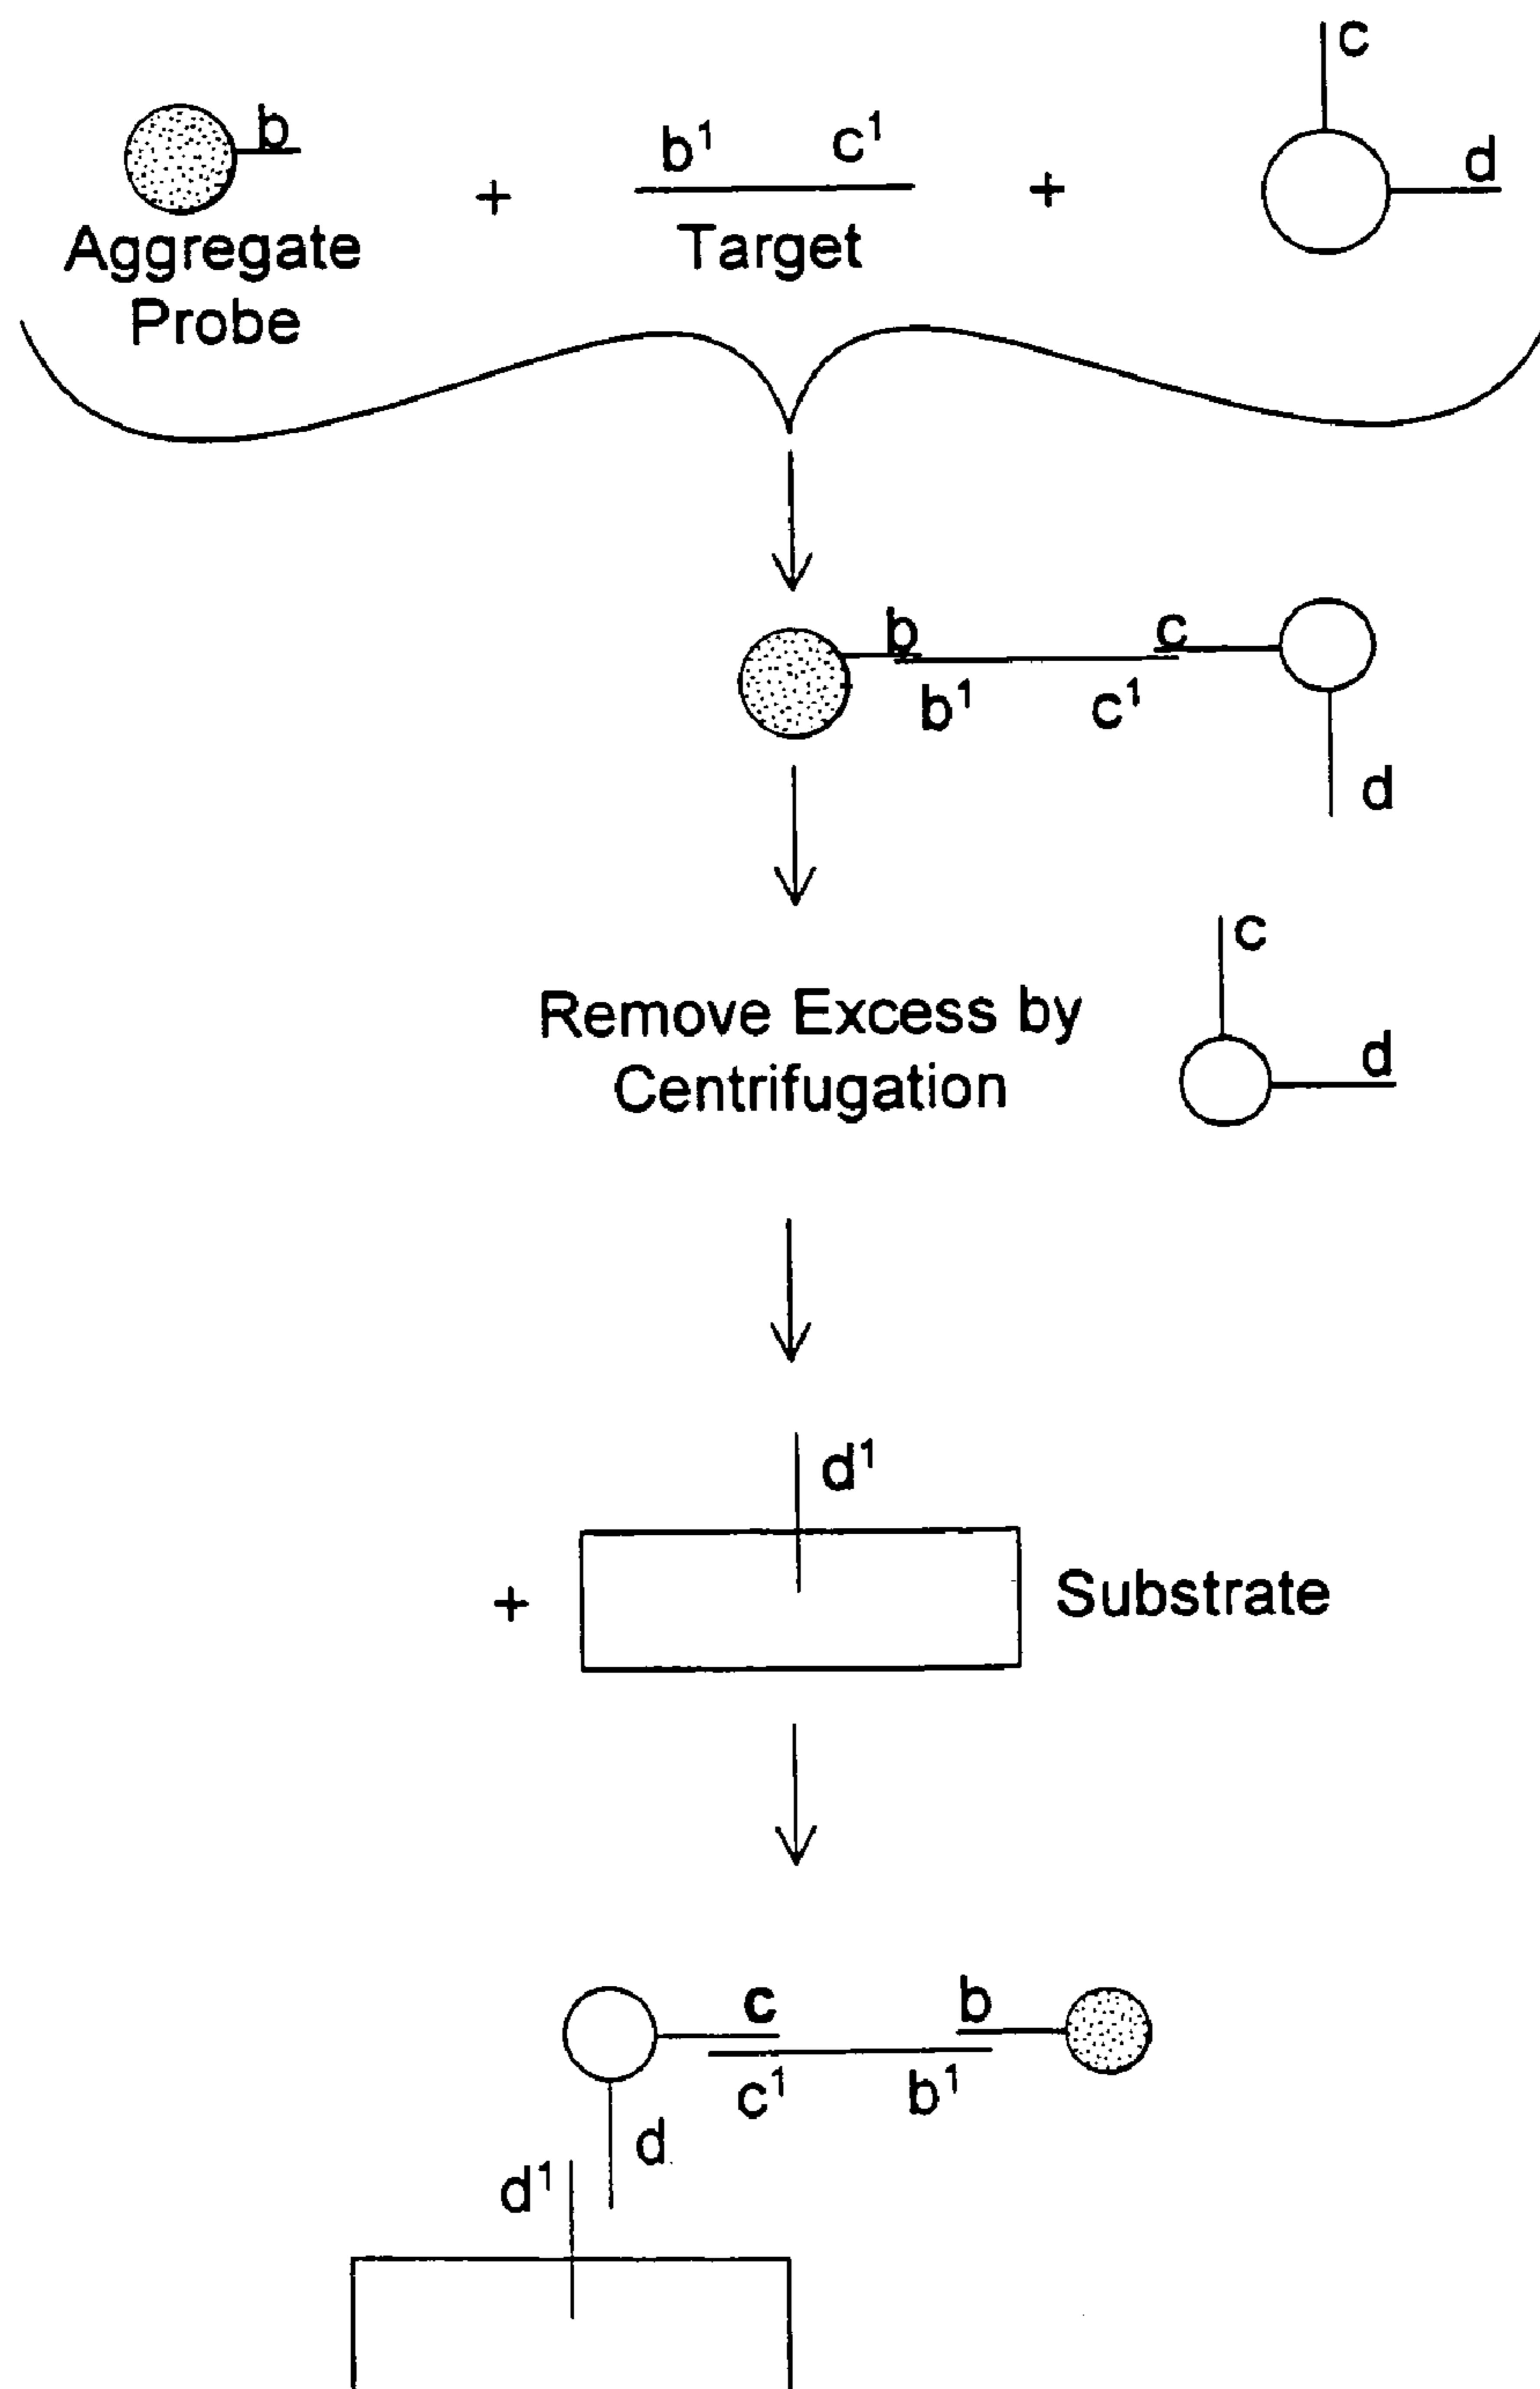 c
b
b¹ c¹
d
+
+
Aggregate
Probe
Target
b
c
b¹
c¹
d
c
Remove Excess by
Centrifugation
d
d¹
+
Substrate
c
b
c¹
b¹
d
d¹